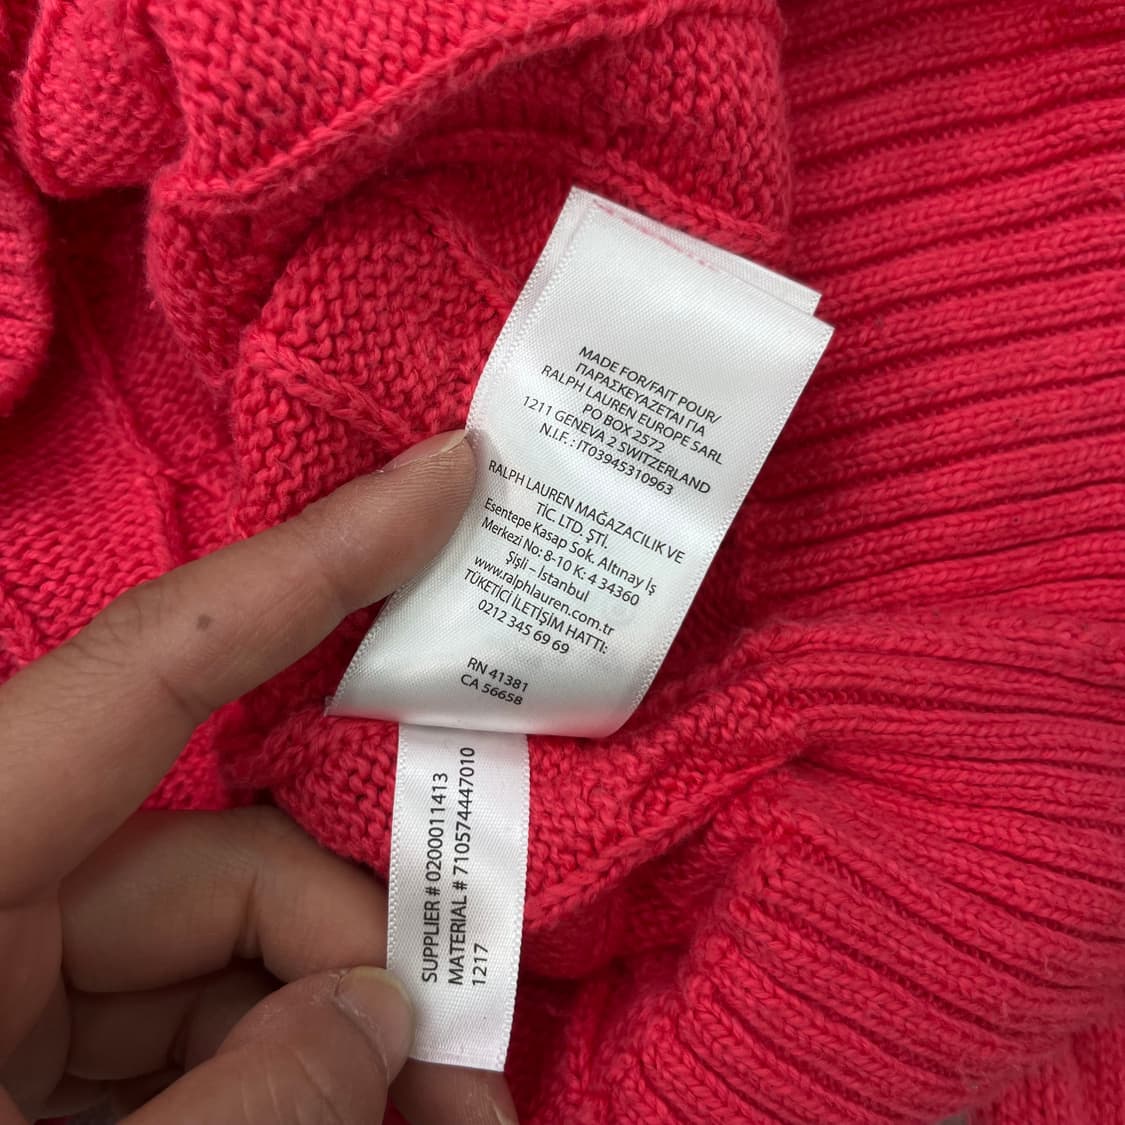 MADE FOR/FAIT POUR/
ΠΑΡΑΣΚΕΥΑΖΕΤΑΙ ΓΙΑ
RALPH LAUREN EUROPE SARL
PO BOX 2572
1211 GENEVA 2 SWITZERLAND
N.I.F. : IT03945310963
RALPH LAUREN MAĞAZACILIK VE
TİC. LTD. ŞTİ.
Esentepe Kasap Sok. Altınay İş
Merkezi No: 8-10 K: 4 34360
Şişli – İstanbul
www.ralphlauren.com.tr
TÜKETİCİ İLETİŞİM HATTI:
0212 345 69 69
RN 41381
CA 56658
SUPPLIER # 0200011413
MATERIAL # 710574447010
1217